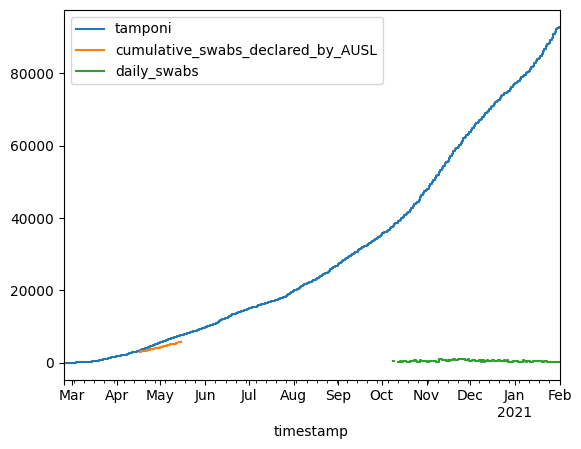 tamponi
cumulative_swabs_declared_by_AUSL
daily_swabs
80000
60000
40000
20000
0
Mar Apr May Jun Jul Aug Sep Oct Nov Dec Jan Feb
2021
timestamp